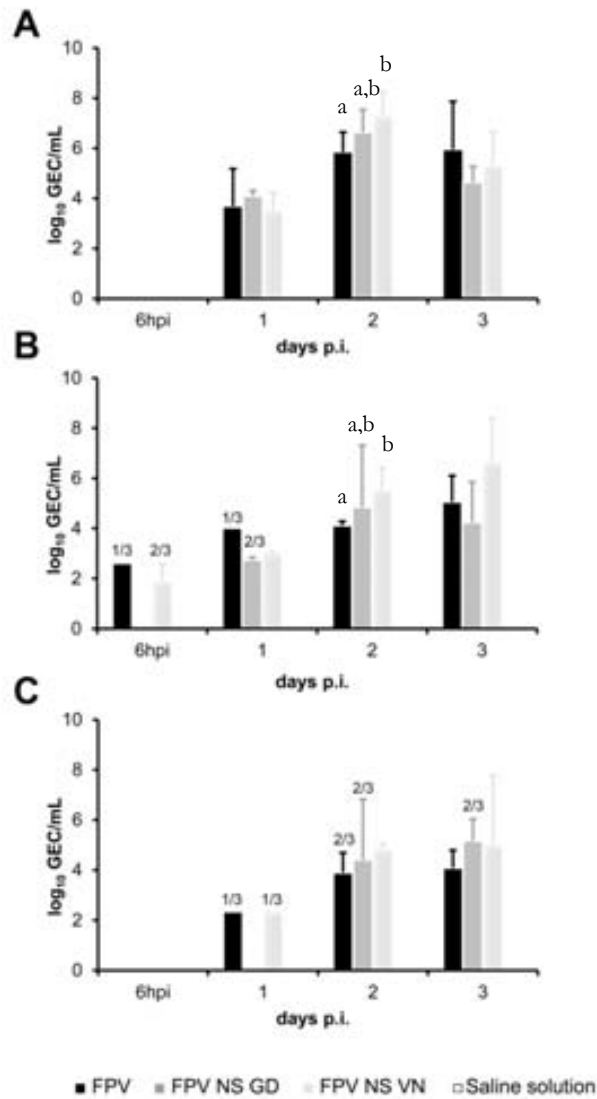 A
10
8
6
4
2
0
log10 GEC/mL
a
a,b
b
6hpi 1 2 3
days p.i.
B
10
8
6
4
2
0
log10 GEC/mL
1/3
2/3
1/3
2/3
a
a,b
b
6hpi 1 2 3
days p.i.
C
10
8
6
4
2
0
log10 GEC/mL
1/3
1/3
2/3
2/3
2/3
6hpi 1 2 3
days p.i.
FPV FPV NS GD FPV NS VN Saline solution